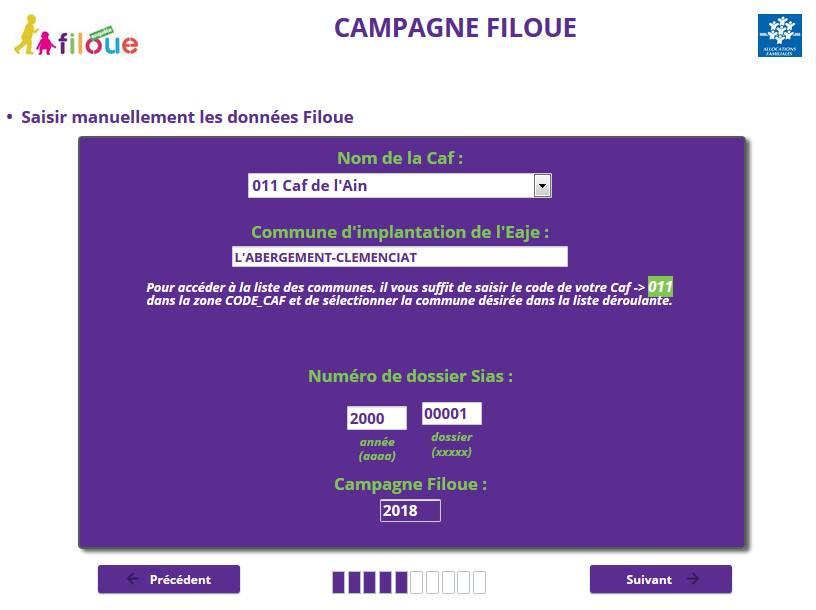 filoue
enquête
CAMPAGNE FILOUE
ALLOCATIONS
FAMILIALES
• Saisir manuellement les données Filoue
Nom de la Caf :
011 Caf de l'Ain
Commune d'implantation de l'Eaje :
L'ABERGEMENT-CLEMENCIAT
Pour accéder à la liste des communes, il vous suffit de saisir le code de votre Caf -> 011
dans la zone CODE_CAF et de sélectionner la commune désirée dans la liste déroulante.
Numéro de dossier Sias :
2000 00001
année dossier
(aaaa) (xxxxx)
Campagne Filoue :
2018
← Précédent Suivant →